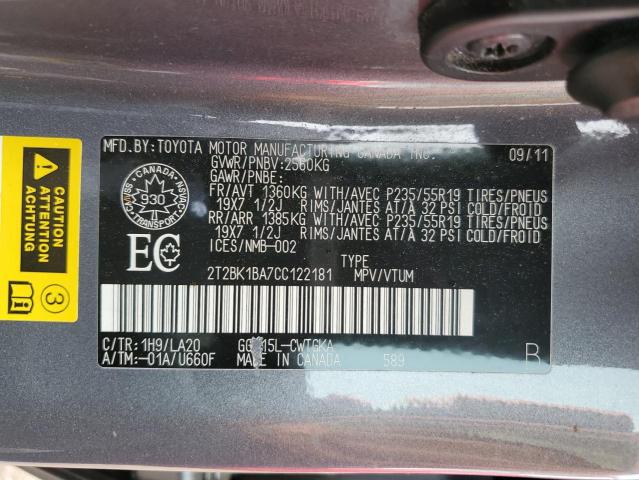 MFD.BY:TOYOTA MOTOR MANUFACTURING CANADA INC. 09/11
GVWR/PNBV:2560KG
GAWR/PNBE:
FR/AVT 1360KG WITH/AVEC P235/55R19 TIRES/PNEUS
19X7 1/2J RIMS/JANTES AT/A 32 PSI COLD/FROID
RR/ARR 1385KG WITH/AVEC P235/55R19 TIRES/PNEUS
19X7 1/2J RIMS/JANTES AT/A 32 PSI COLD/FROID
ICES/NMB-002
CANADA
930
TRANSPORT
EC
TYPE
2T2BK1BA7CC122181 MPV/VTUM
C/TR:1H9/LA20
A/TM:-01A/U660F
15L-CWTGKA
MADE IN CANADA 589
B
CAUTION
ATTENTION
3